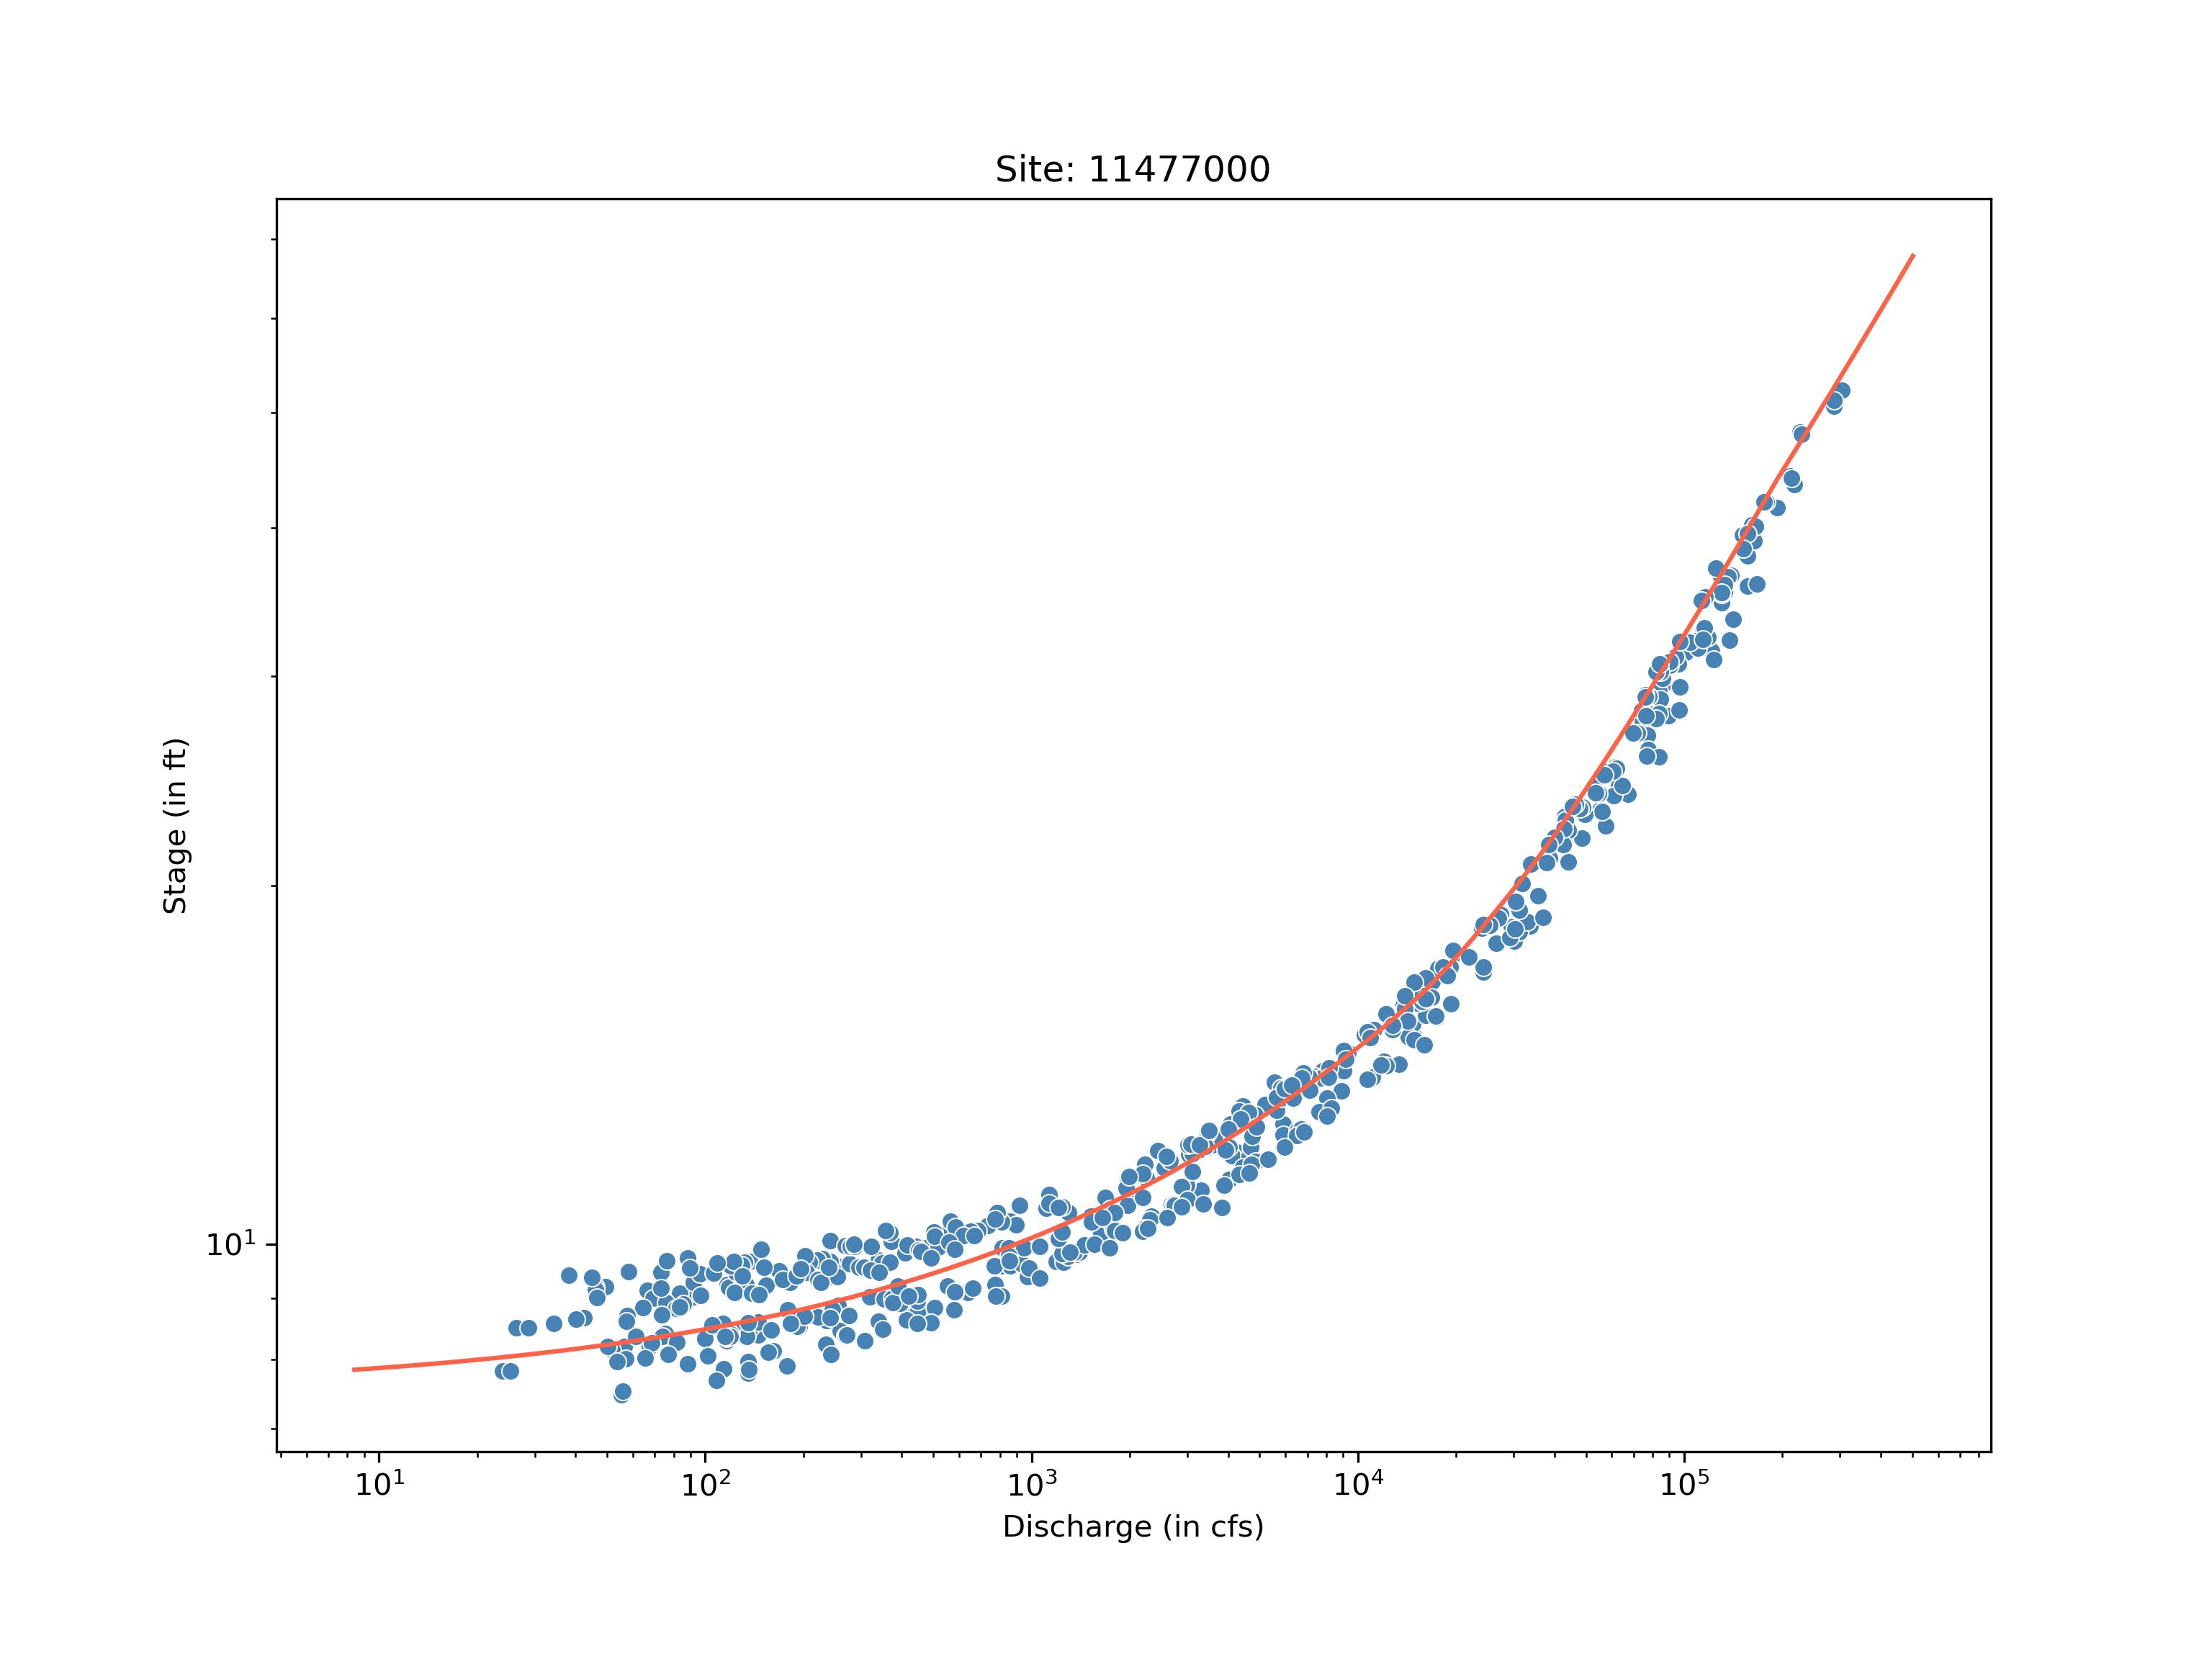 Site: 11477000
Stage (in ft)
10¹
10¹ 10² 10³ 10⁴ 10⁵
Discharge (in cfs)